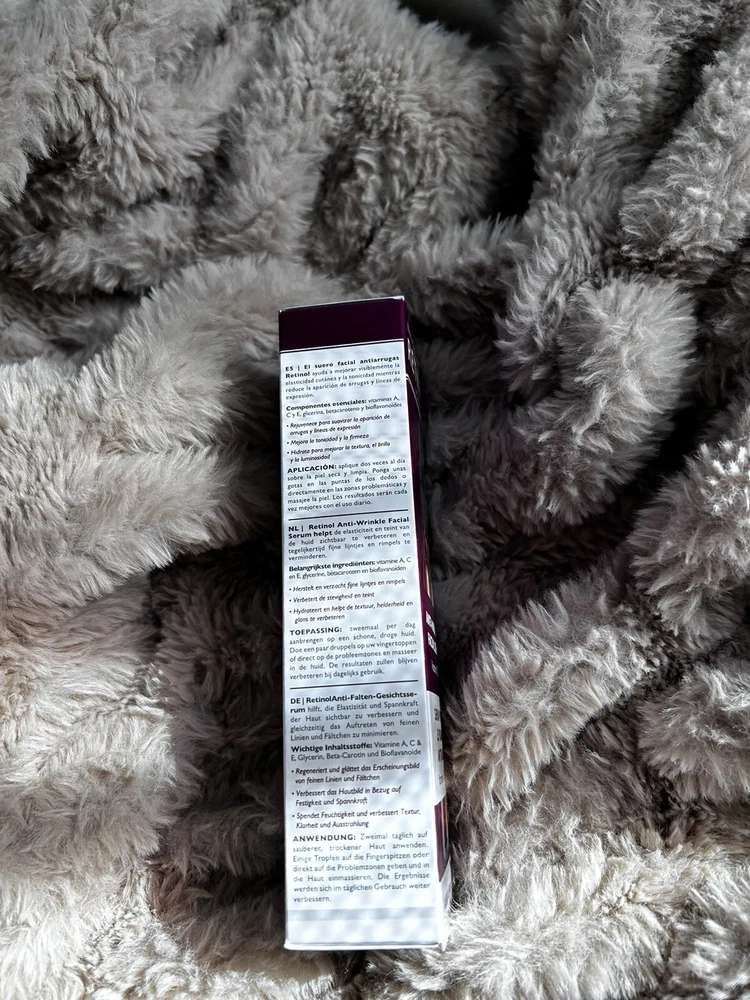 ES | El suero facial antiarrugas
Retinol ayuda a mejorar visiblemente la
elasticidad cutánea y la tonicidad mientras
reduce la aparición de arrugas y líneas de
expresión.
Componentes esenciales: vitaminas A,
C y E, glicerina, betacaroteno y bioflavonoides
• Rejuvenece para suavizar la aparición de
arrugas y líneas de expresión
• Mejora la tonicidad y la firmeza
• Hidrata para mejorar la textura, el brillo
y la luminosidad
APLICACIÓN: aplique dos veces al día
sobre la piel seca y limpia. Ponga unas
gotas en las puntas de los dedos o
directamente en las zonas problemáticas y
masajee la piel. Los resultados serán cada
vez mejores con el uso diario.
NL | Retinol Anti-Wrinkle Facial
Serum helpt de elasticiteit en teint van
de huid zichtbaar te verbeteren en
tegelijkertijd fijne lijntjes en rimpels te
verminderen.
Belangrijkste ingrediënten: vitamine A, C
en E, glycerine, bètacaroteen en bioflavonoïden
• Herstelt en verzacht fijne lijntjes en rimpels
• Verbetert de stevigheid en teint
• Hydrateert en helpt de textuur, helderheid en
glans te verbeteren
TOEPASSING: tweemaal per dag
aanbrengen op een schone, droge huid.
Doe een paar druppels op uw vingertoppen
of direct op de probleemzones en masseer
in de huid. De resultaten zullen blijven
verbeteren bij dagelijks gebruik.
DE | RetinolAnti-Falten-Gesichtsse-
rum hilft, die Elastizität und Spannkraft
der Haut sichtbar zu verbessern und
gleichzeitig das Auftreten von feinen
Linien und Fältchen zu minimieren.
Wichtige Inhaltsstoffe: Vitamine A, C &
E, Glycerin, Beta-Carotin und Bioflavanoide
• Regeneriert und glättet das Erscheinungsbild
von feinen Linien und Fältchen
• Verbessert das Hautbild in Bezug auf
Festigkeit und Spannkraft
• Spendet Feuchtigkeit und verbessert Textur,
Klarheit und Ausstrahlung
ANWENDUNG: Zweimal täglich auf
sauberer, trockener Haut anwenden.
Einige Tropfen auf die Fingerspitzen oder
direkt auf die Problemzonen geben und in
die Haut einmassieren. Die Ergebnisse
werden sich im täglichen Gebrauch weiter
verbessern.